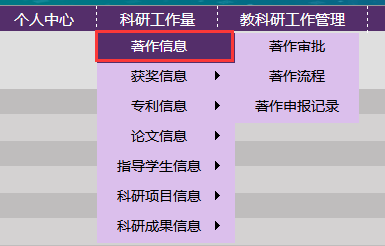 个人中心 科研工作量 教科研工作管理
著作信息 著作审批
获奖信息 著作流程
专利信息 著作申报记录
论文信息
指导学生信息
科研项目信息
科研成果信息